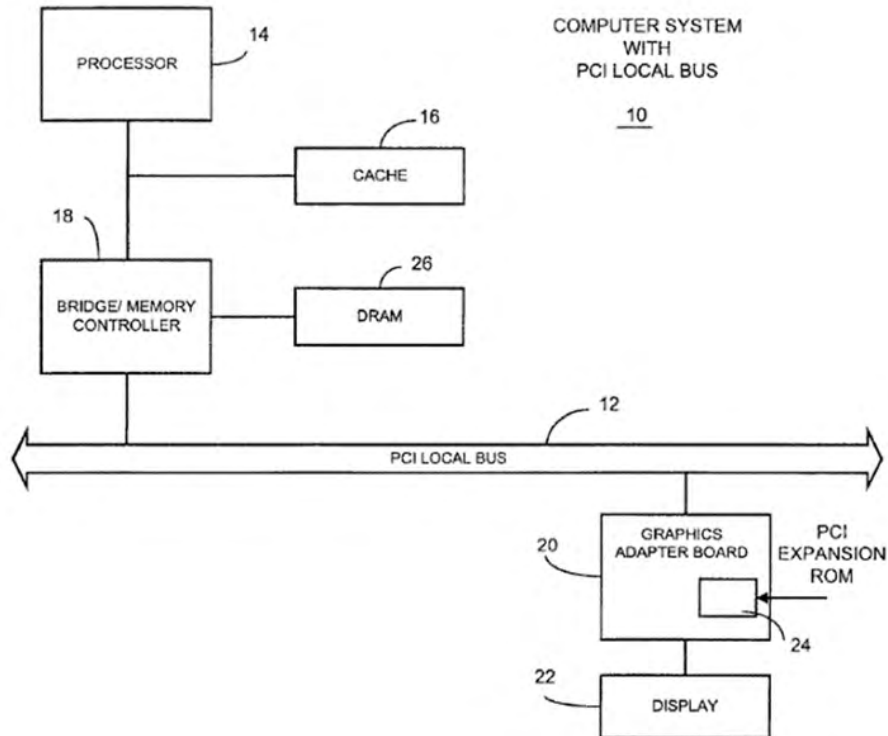 COMPUTER SYSTEM
WITH
PCI LOCAL BUS
10
PROCESSOR
14
16
CACHE
18
BRIDGE/ MEMORY
CONTROLLER
26
DRAM
12
PCI LOCAL BUS
20
GRAPHICS
ADAPTER BOARD
PCI
EXPANSION
ROM
24
22
DISPLAY